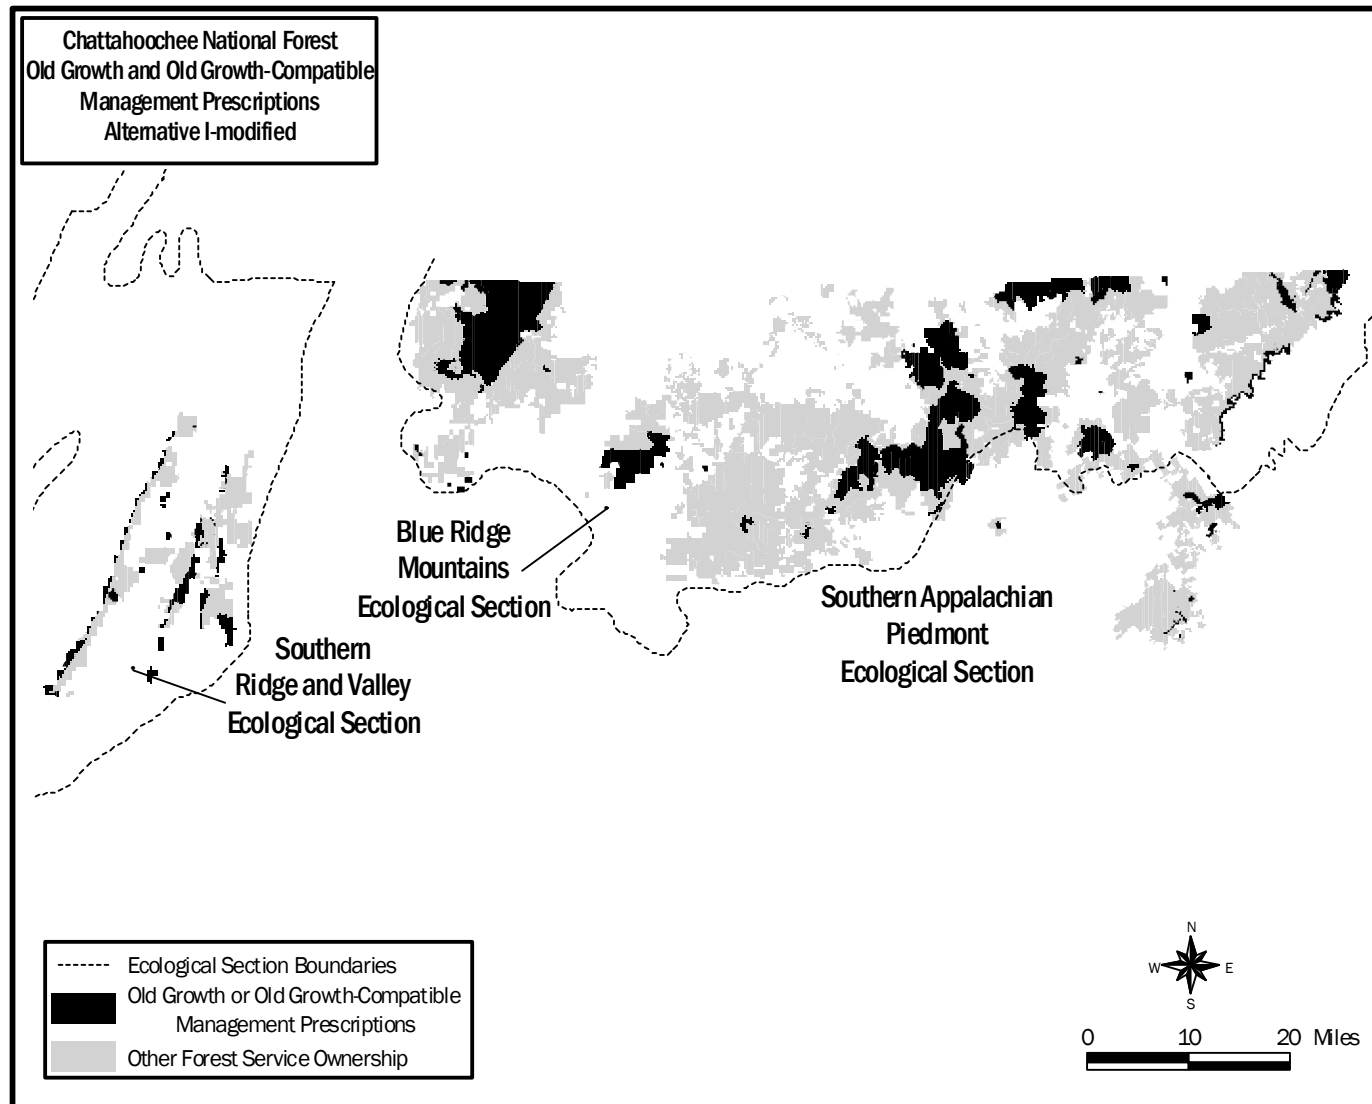 Chattahoochee National Forest
Old Growth and Old Growth-Compatible
Management Prescriptions
Alternative I-modified
Blue Ridge
Mountains
Ecological Section
Southern Appalachian
Piedmont
Ecological Section
Southern
Ridge and Valley
Ecological Section
Ecological Section Boundaries
Old Growth or Old Growth-Compatible
Management Prescriptions
Other Forest Service Ownership
N
W E
S
0 10 20 Miles